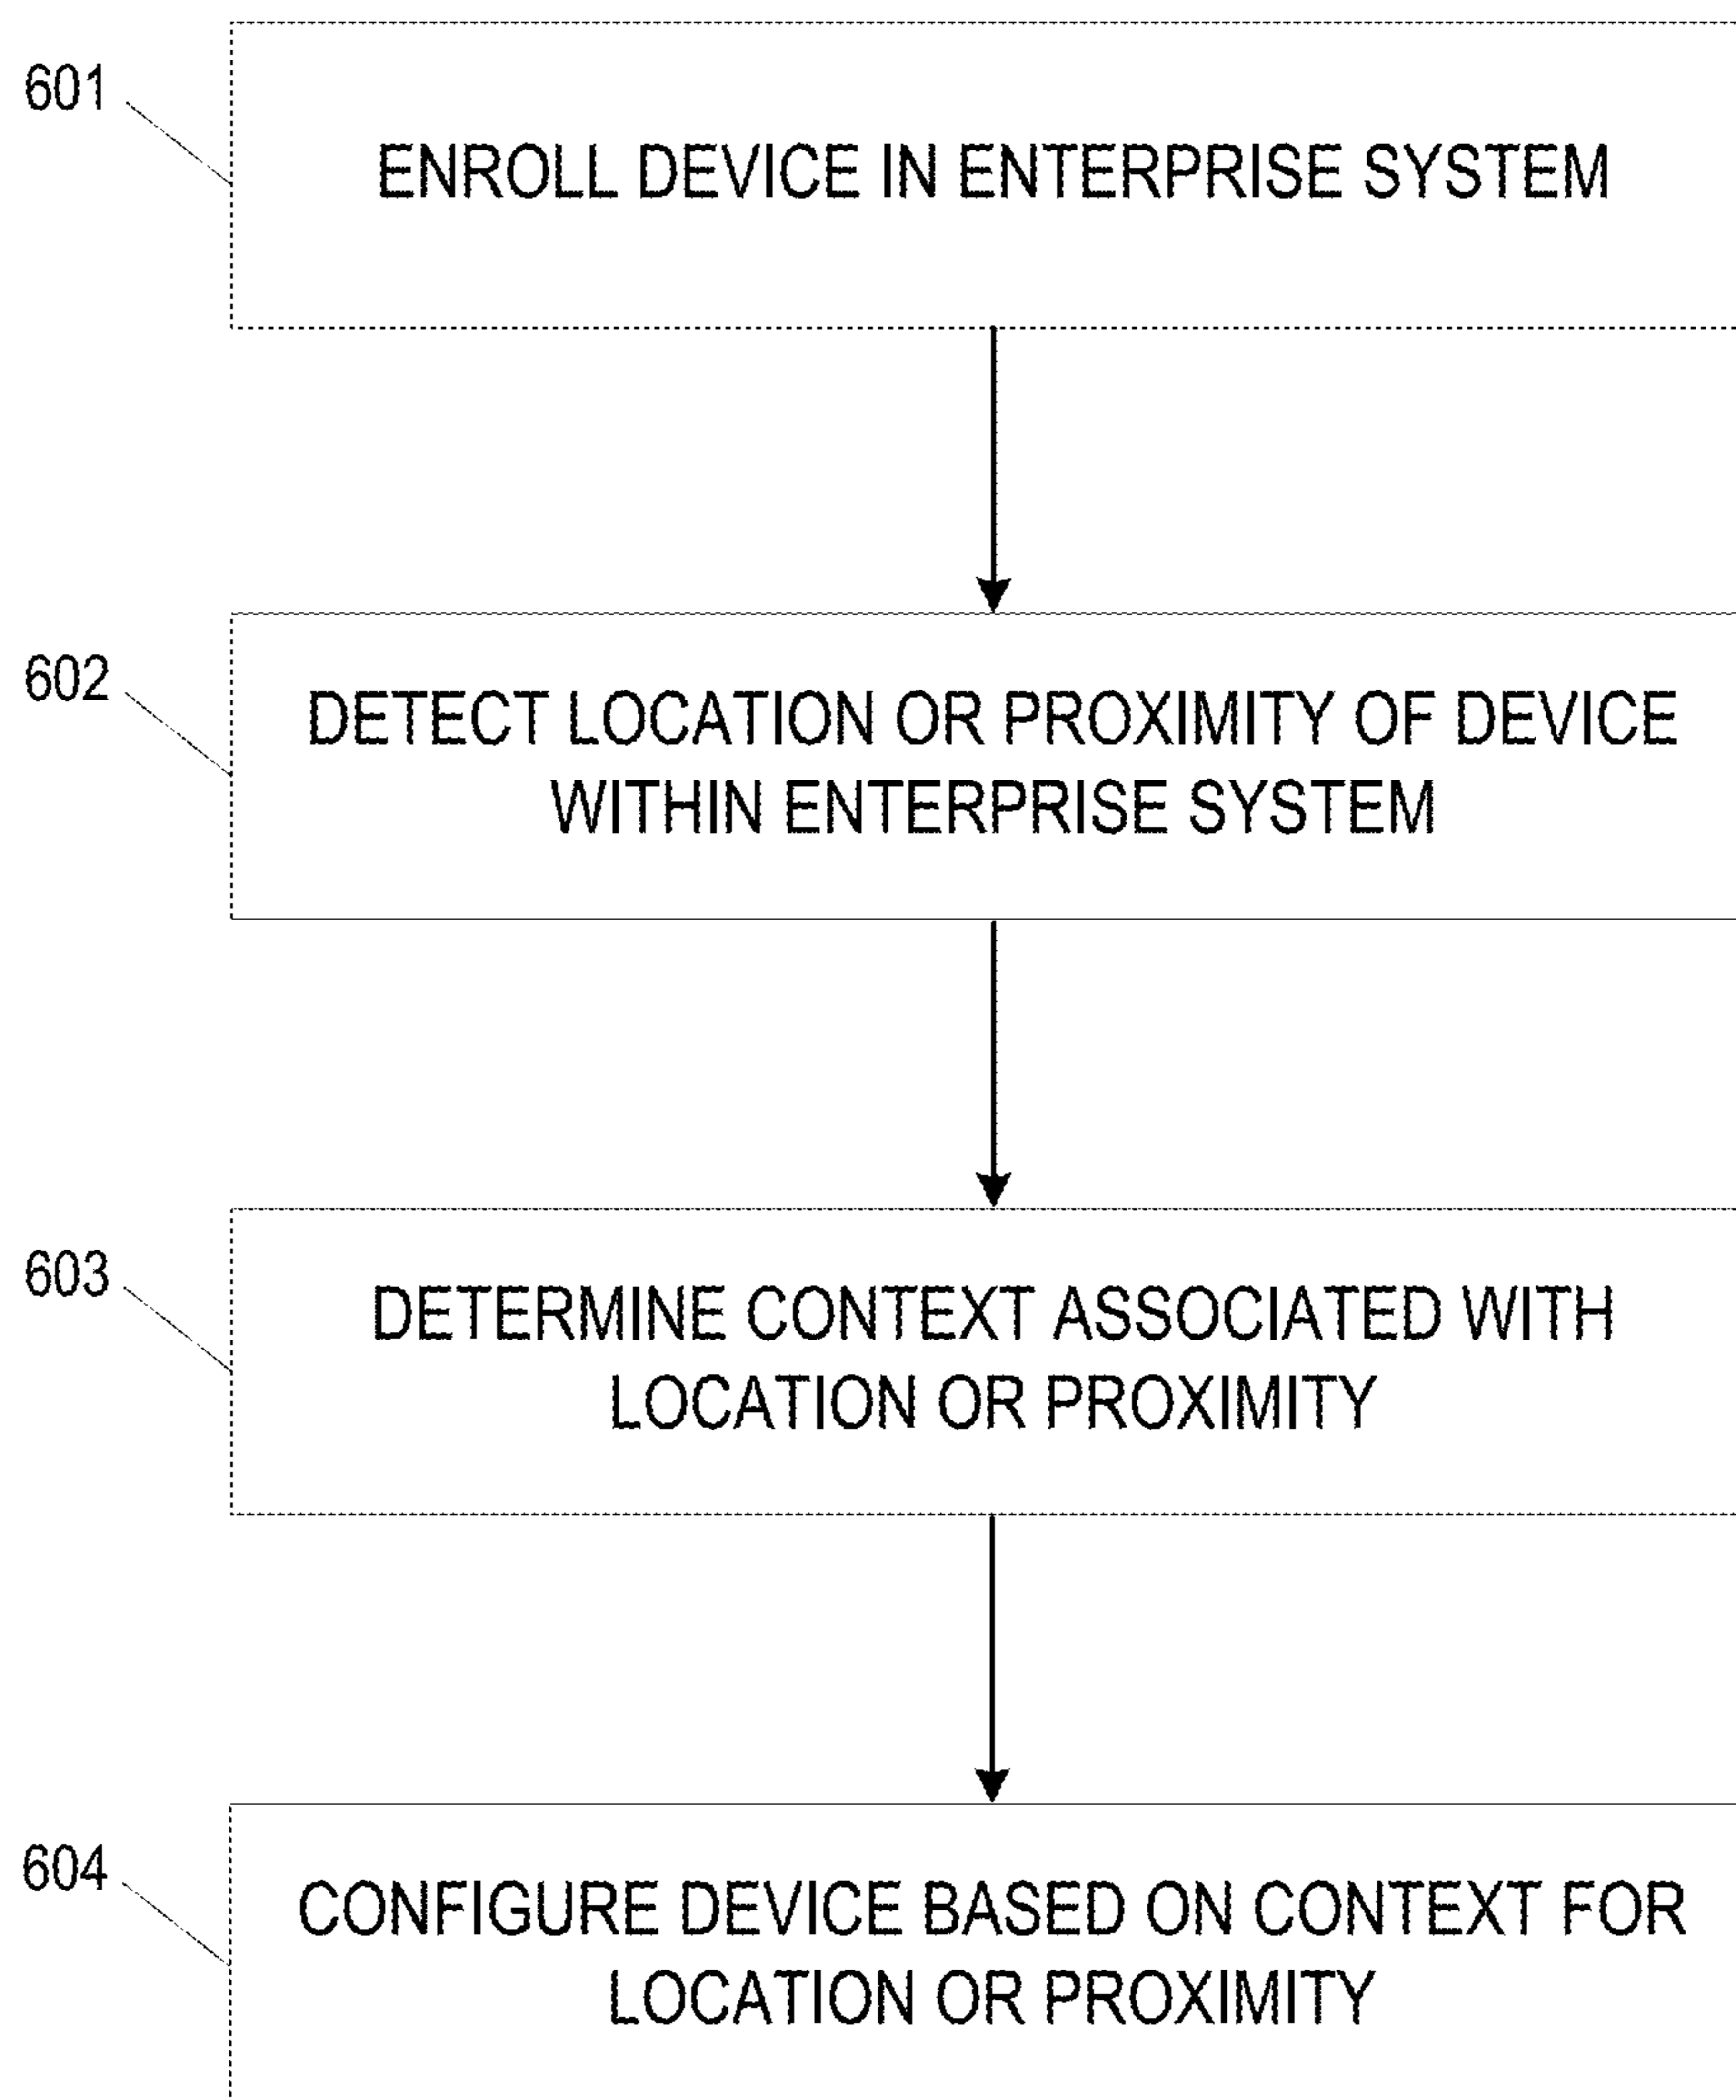 601
ENROLL DEVICE IN ENTERPRISE SYSTEM
602
DETECT LOCATION OR PROXIMITY OF DEVICE
WITHIN ENTERPRISE SYSTEM
603
DETERMINE CONTEXT ASSOCIATED WITH
LOCATION OR PROXIMITY
604
CONFIGURE DEVICE BASED ON CONTEXT FOR
LOCATION OR PROXIMITY